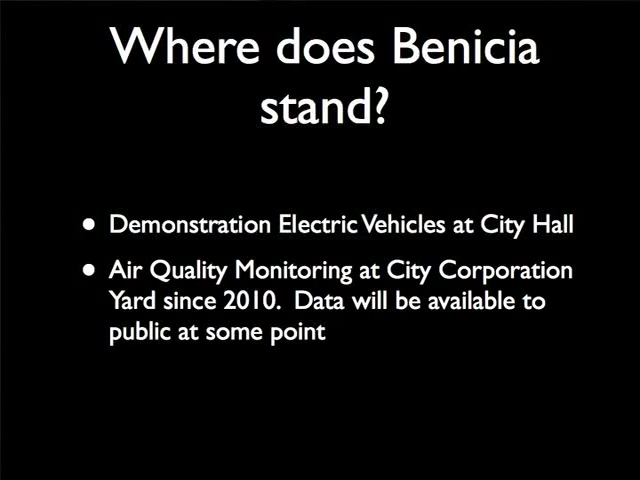 Where does Benicia
stand?
• Demonstration Electric Vehicles at City Hall
• Air Quality Monitoring at City Corporation
Yard since 2010.  Data will be available to
public at some point